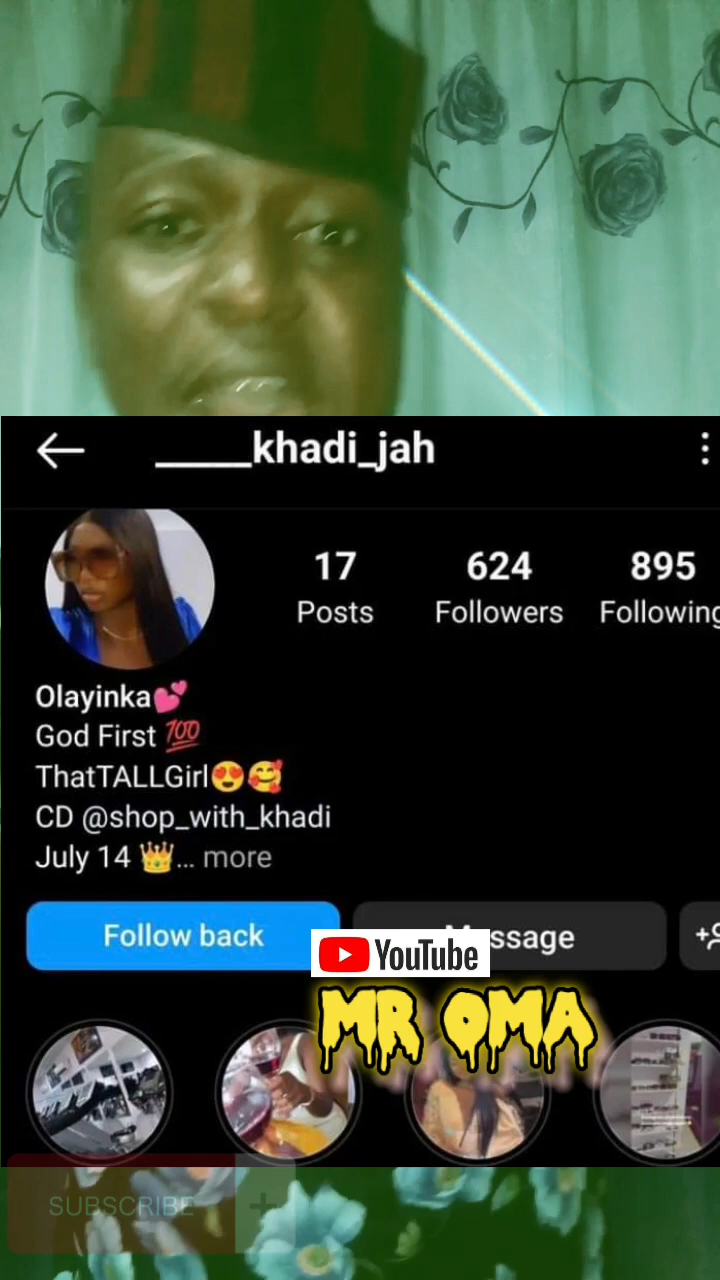 _____khadi_jah
17
624
895
Posts
Followers
Following
Olayinka💕
God First 💯
ThatTALLGirl😍🥰
CD @shop_with_khadi
July 14 👑... more
Follow back
ssage
YouTube
MR OMA
SUBSCRIBE